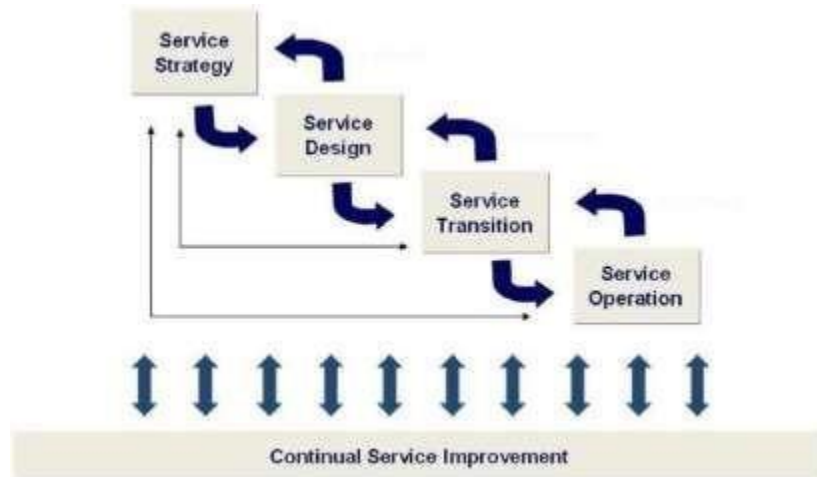 Service
Strategy
Service
Design
Service
Transition
Service
Operation
Continual Service Improvement